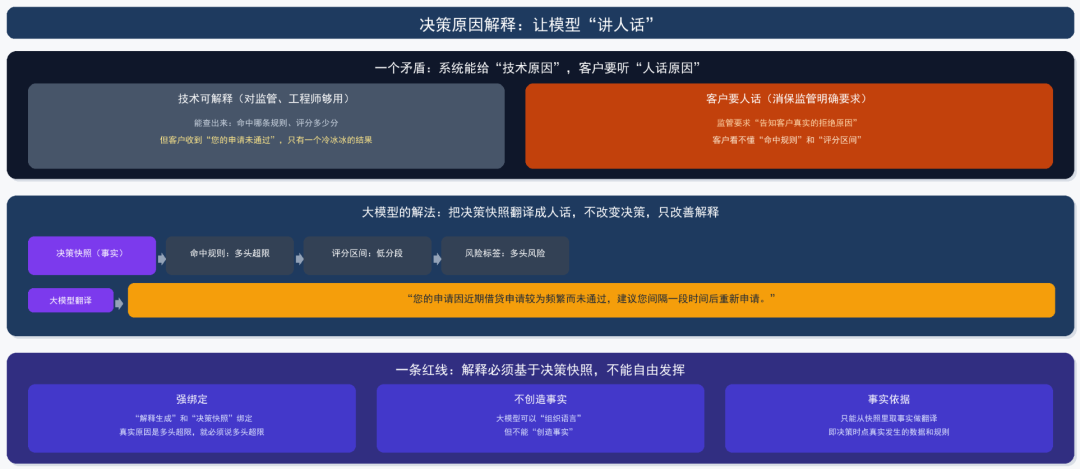 决策原因解释：让模型“讲人话”
一个矛盾：系统能给“技术原因”，客户要听“人话原因”
技术可解释（对监管、工程师够用）
能查出来：命中哪条规则、评分多少分
但客户收到“您的申请未通过”，只有一个冷冰冰的结果
客户要人话（消保监管明确要求）
监管要求“告知客户真实的拒绝原因”
客户看不懂“命中规则”和“评分区间”
大模型的解法：把决策快照翻译成人话，不改变决策，只改善解释
决策快照（事实）
命中规则：多头超限
评分区间：低分段
风险标签：多头风险
大模型翻译
“您的申请因近期借贷申请较为频繁而未通过，建议您间隔一段时间后重新申请。”
一条红线：解释必须基于决策快照，不能自由发挥
强绑定
“解释生成”和“决策快照”绑定
真实原因是多头超限，就必须说多头超限
不创造事实
大模型可以“组织语言”
但不能“创造事实”
事实依据
只能从快照里取事实做翻译
即决策时点真实发生的数据和规则